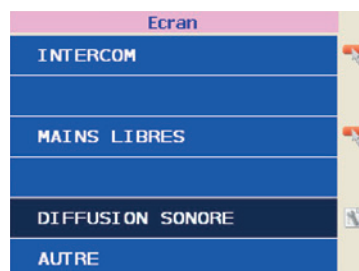 Ecran
INTERCOM
MAINS LIBRES
DIFFUSION SONORE
AUTRE